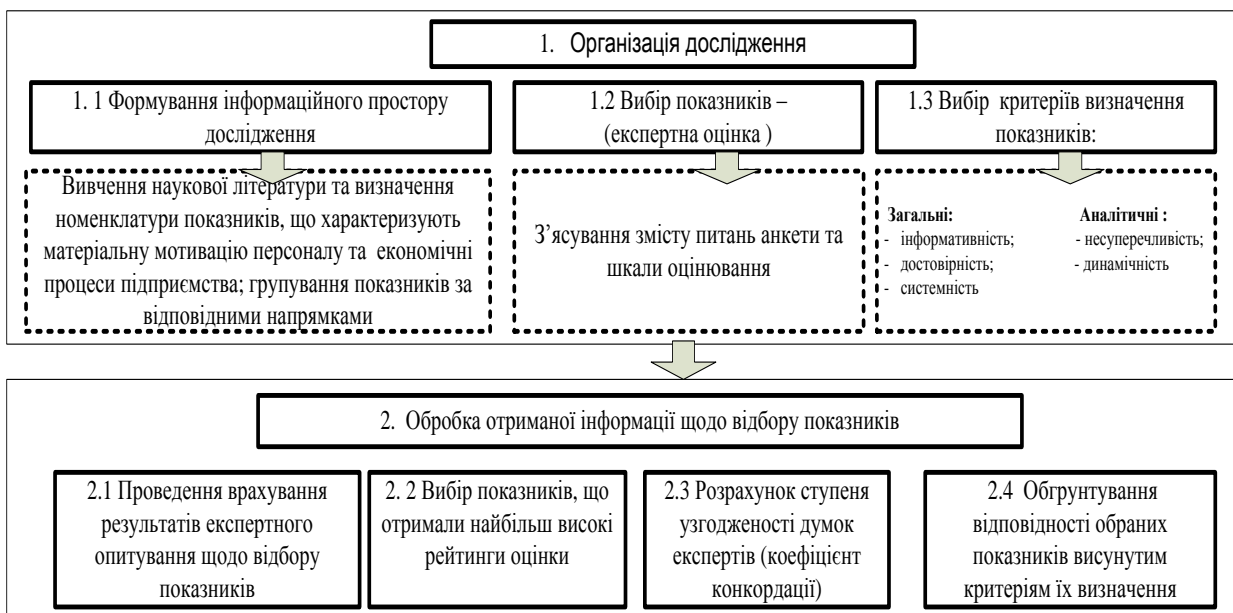 1. Організація дослідження
1. 1 Формування інформаційного простору
дослідження
1.2 Вибір показників –
(експертна оцінка )
1.3 Вибір критеріїв визначення
показників:
Вивчення наукової літератури та визначення
номенклатури показників, що характеризують
матеріальну мотивацію персоналу та економічні
процеси підприємства; групування показників за
відповідними напрямками
З’ясування змісту питань анкети та
шкали оцінювання
Загальні:
- інформативність;
- достовірність;
- системність
Аналітичні :
- несуперечливість;
- динамічність
2. Обробка отриманої інформації щодо відбору показників
2.1 Проведення врахування
результатів експертного
опитування щодо відбору
показників
2. 2 Вибір показників, що
отримали найбільш високі
рейтинги оцінки
2.3 Розрахунок ступеня
узгодженості думок
експертів (коефіцієнт
конкордації)
2.4 Обгрунтування
відповідності обраних
показників висунутим
критеріям їх визначення